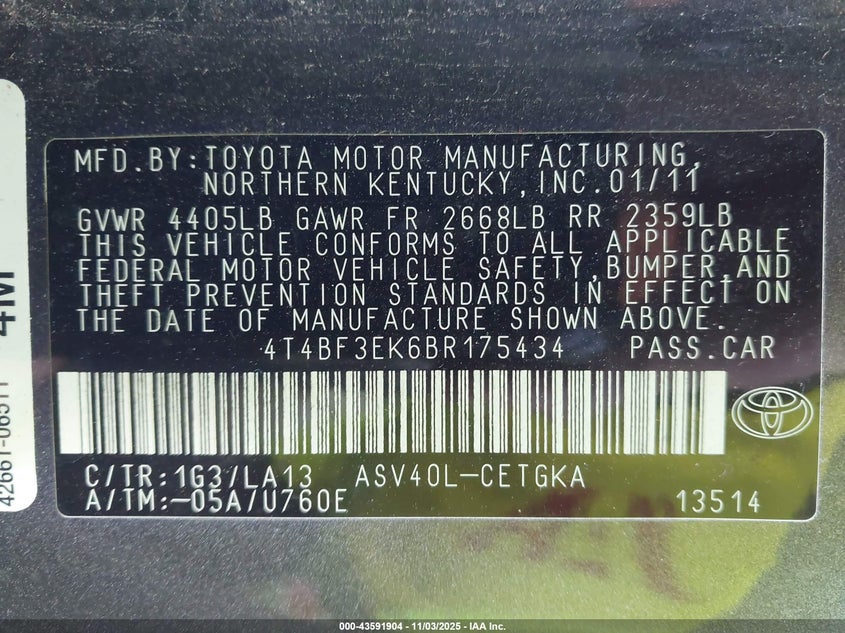 MFD.BY:TOYOTA MOTOR MANUFACTURING,
NORTHERN KENTUCKY,INC.01/11
GVWR 4405LB GAWR FR 2668LB RR 2359LB
THIS VEHICLE CONFORMS TO ALL APPLICABLE
FEDERAL MOTOR VEHICLE SAFETY,BUMPER,AND
THEFT PREVENTION STANDARDS IN EFFECT ON
THE DATE OF MANUFACTURE SHOWN ABOVE.
4T4BF3EK6BR175434 PASS.CAR
C/TR:1G3/LA13 ASV40L-CETGKA
A/TM:-05A/U760E 13514
000-43591904 - 11/03/2025 - IAA Inc.